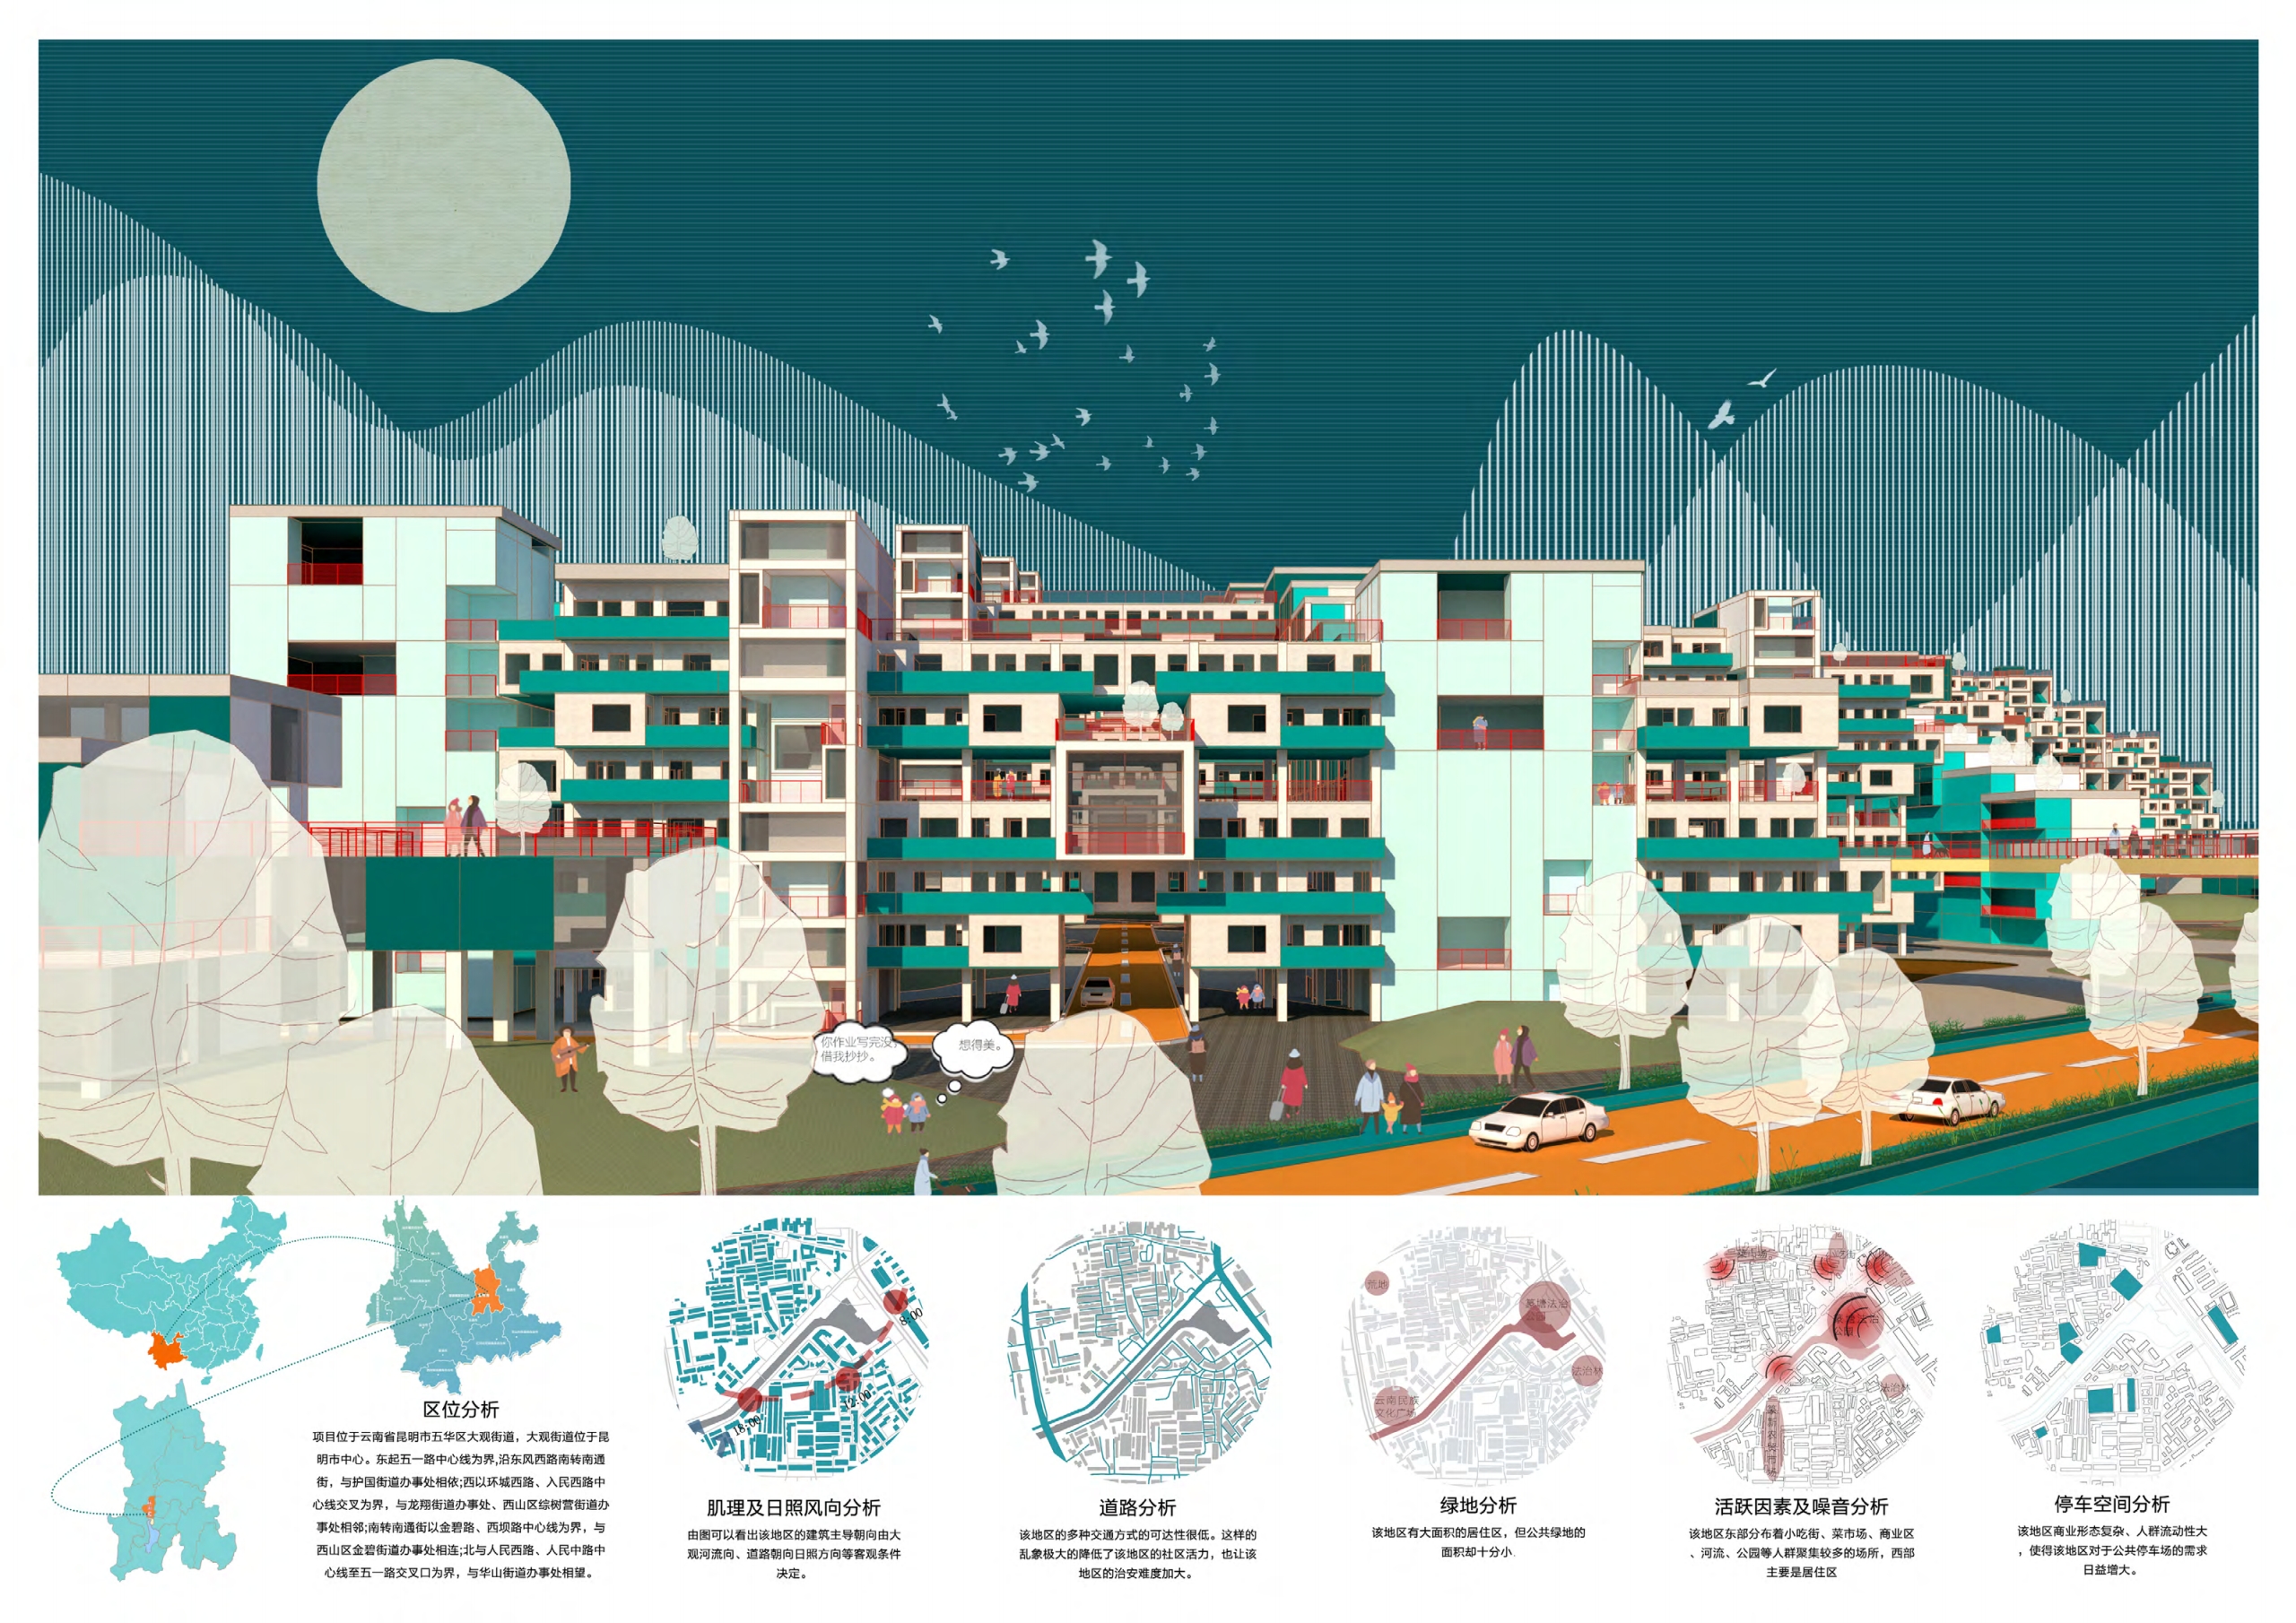 你作业写完没，
借我抄抄。
想得美。
区位分析
项目位于云南省昆明市五华区大观街道，大观街道位于昆
明市中心。东起五一路中心线为界,沿东风西路南转南通
街，与护国街道办事处相依;西以环城西路、人民西路中
心线交叉为界，与龙翔街道办事处、西山区综树营街道办
事处相邻;南转南通街以金碧路、西坝路中心线为界，与
西山区金碧街道办事处相连;北与人民西路、人民中路中
心线至五一路交叉口为界，与华山街道办事处相望。
8:00
12:00
18:00
肌理及日照风向分析
由图可以看出该地区的建筑主导朝向由大
观河流向、道路朝向日照方向等客观条件
决定。
道路分析
该地区的多种交通方式的可达性很低。这样的
乱象极大的降低了该地区的社区活力，也让该
地区的治安难度加大。
荒地
法治林
云南民族
文化广场
绿地分析
该地区有大面积的居住区，但公共绿地的
面积却十分小.
法治林
活跃因素及噪音分析
该地区东部分布着小吃街、菜市场、商业区
、河流、公园等人群聚集较多的场所，西部
主要是居住区
停车空间分析
该地区商业形态复杂、人群流动性大
，使得该地区对于公共停车场的需求
日益增大。